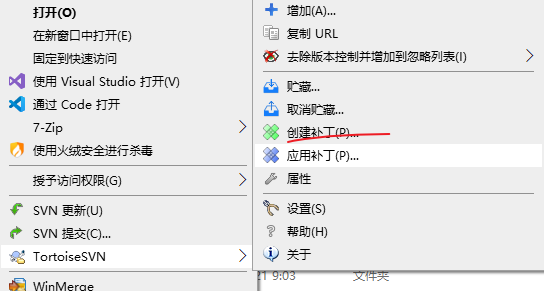 打开(O)
在新窗口中打开(E)
固定到快速访问
使用 Visual Studio 打开(V)
通过 Code 打开
7-Zip
使用火绒安全进行杀毒
授予访问权限(G)
SVN 更新(U)
SVN 提交(C)...
TortoiseSVN
WinMerge
增加(A)...
复制 URL
去除版本控制并增加到忽略列表(I)
贮藏...
取消贮藏...
创建补丁(P)...
应用补丁(P)...
属性
设置(S)
帮助(H)
关于
21 9:03
文件夹